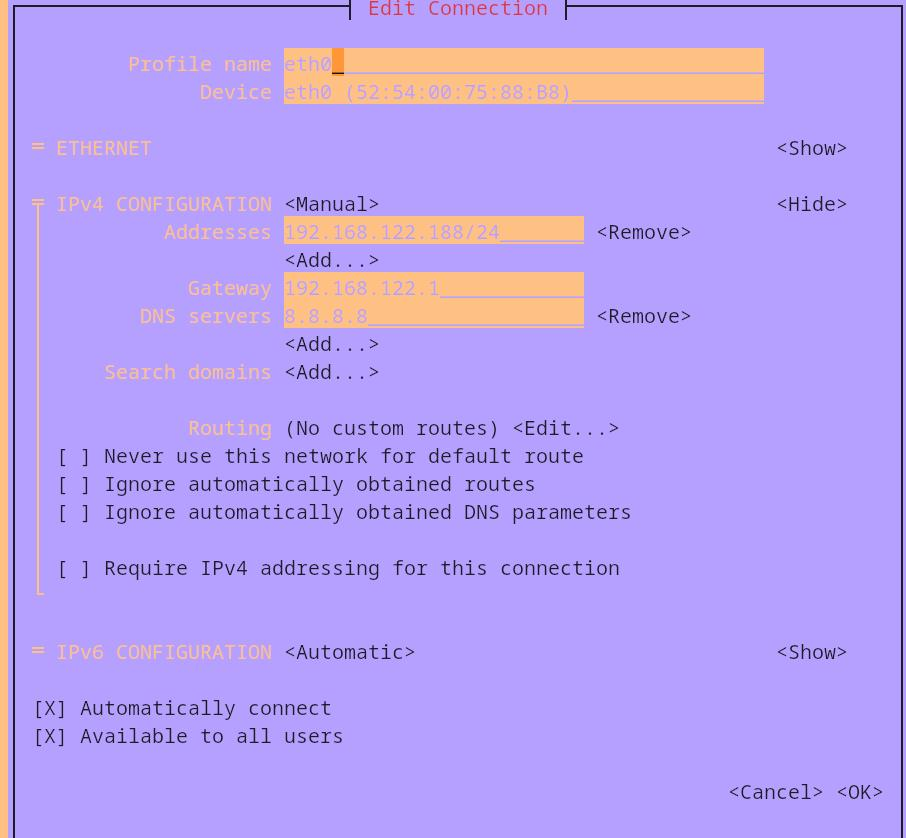 Edit Connection
Profile name eth0
Device eth0 (52:54:00:75:88:B8)
= ETHERNET <Show>
= IPv4 CONFIGURATION <Manual> <Hide>
Addresses 192.168.122.188/24 <Remove>
<Add...>
Gateway 192.168.122.1
DNS servers 8.8.8.8 <Remove>
<Add...>
Search domains <Add...>
Routing (No custom routes) <Edit...>
[ ] Never use this network for default route
[ ] Ignore automatically obtained routes
[ ] Ignore automatically obtained DNS parameters
[ ] Require IPv4 addressing for this connection
= IPv6 CONFIGURATION <Automatic> <Show>
[X] Automatically connect
[X] Available to all users
<Cancel> <OK>